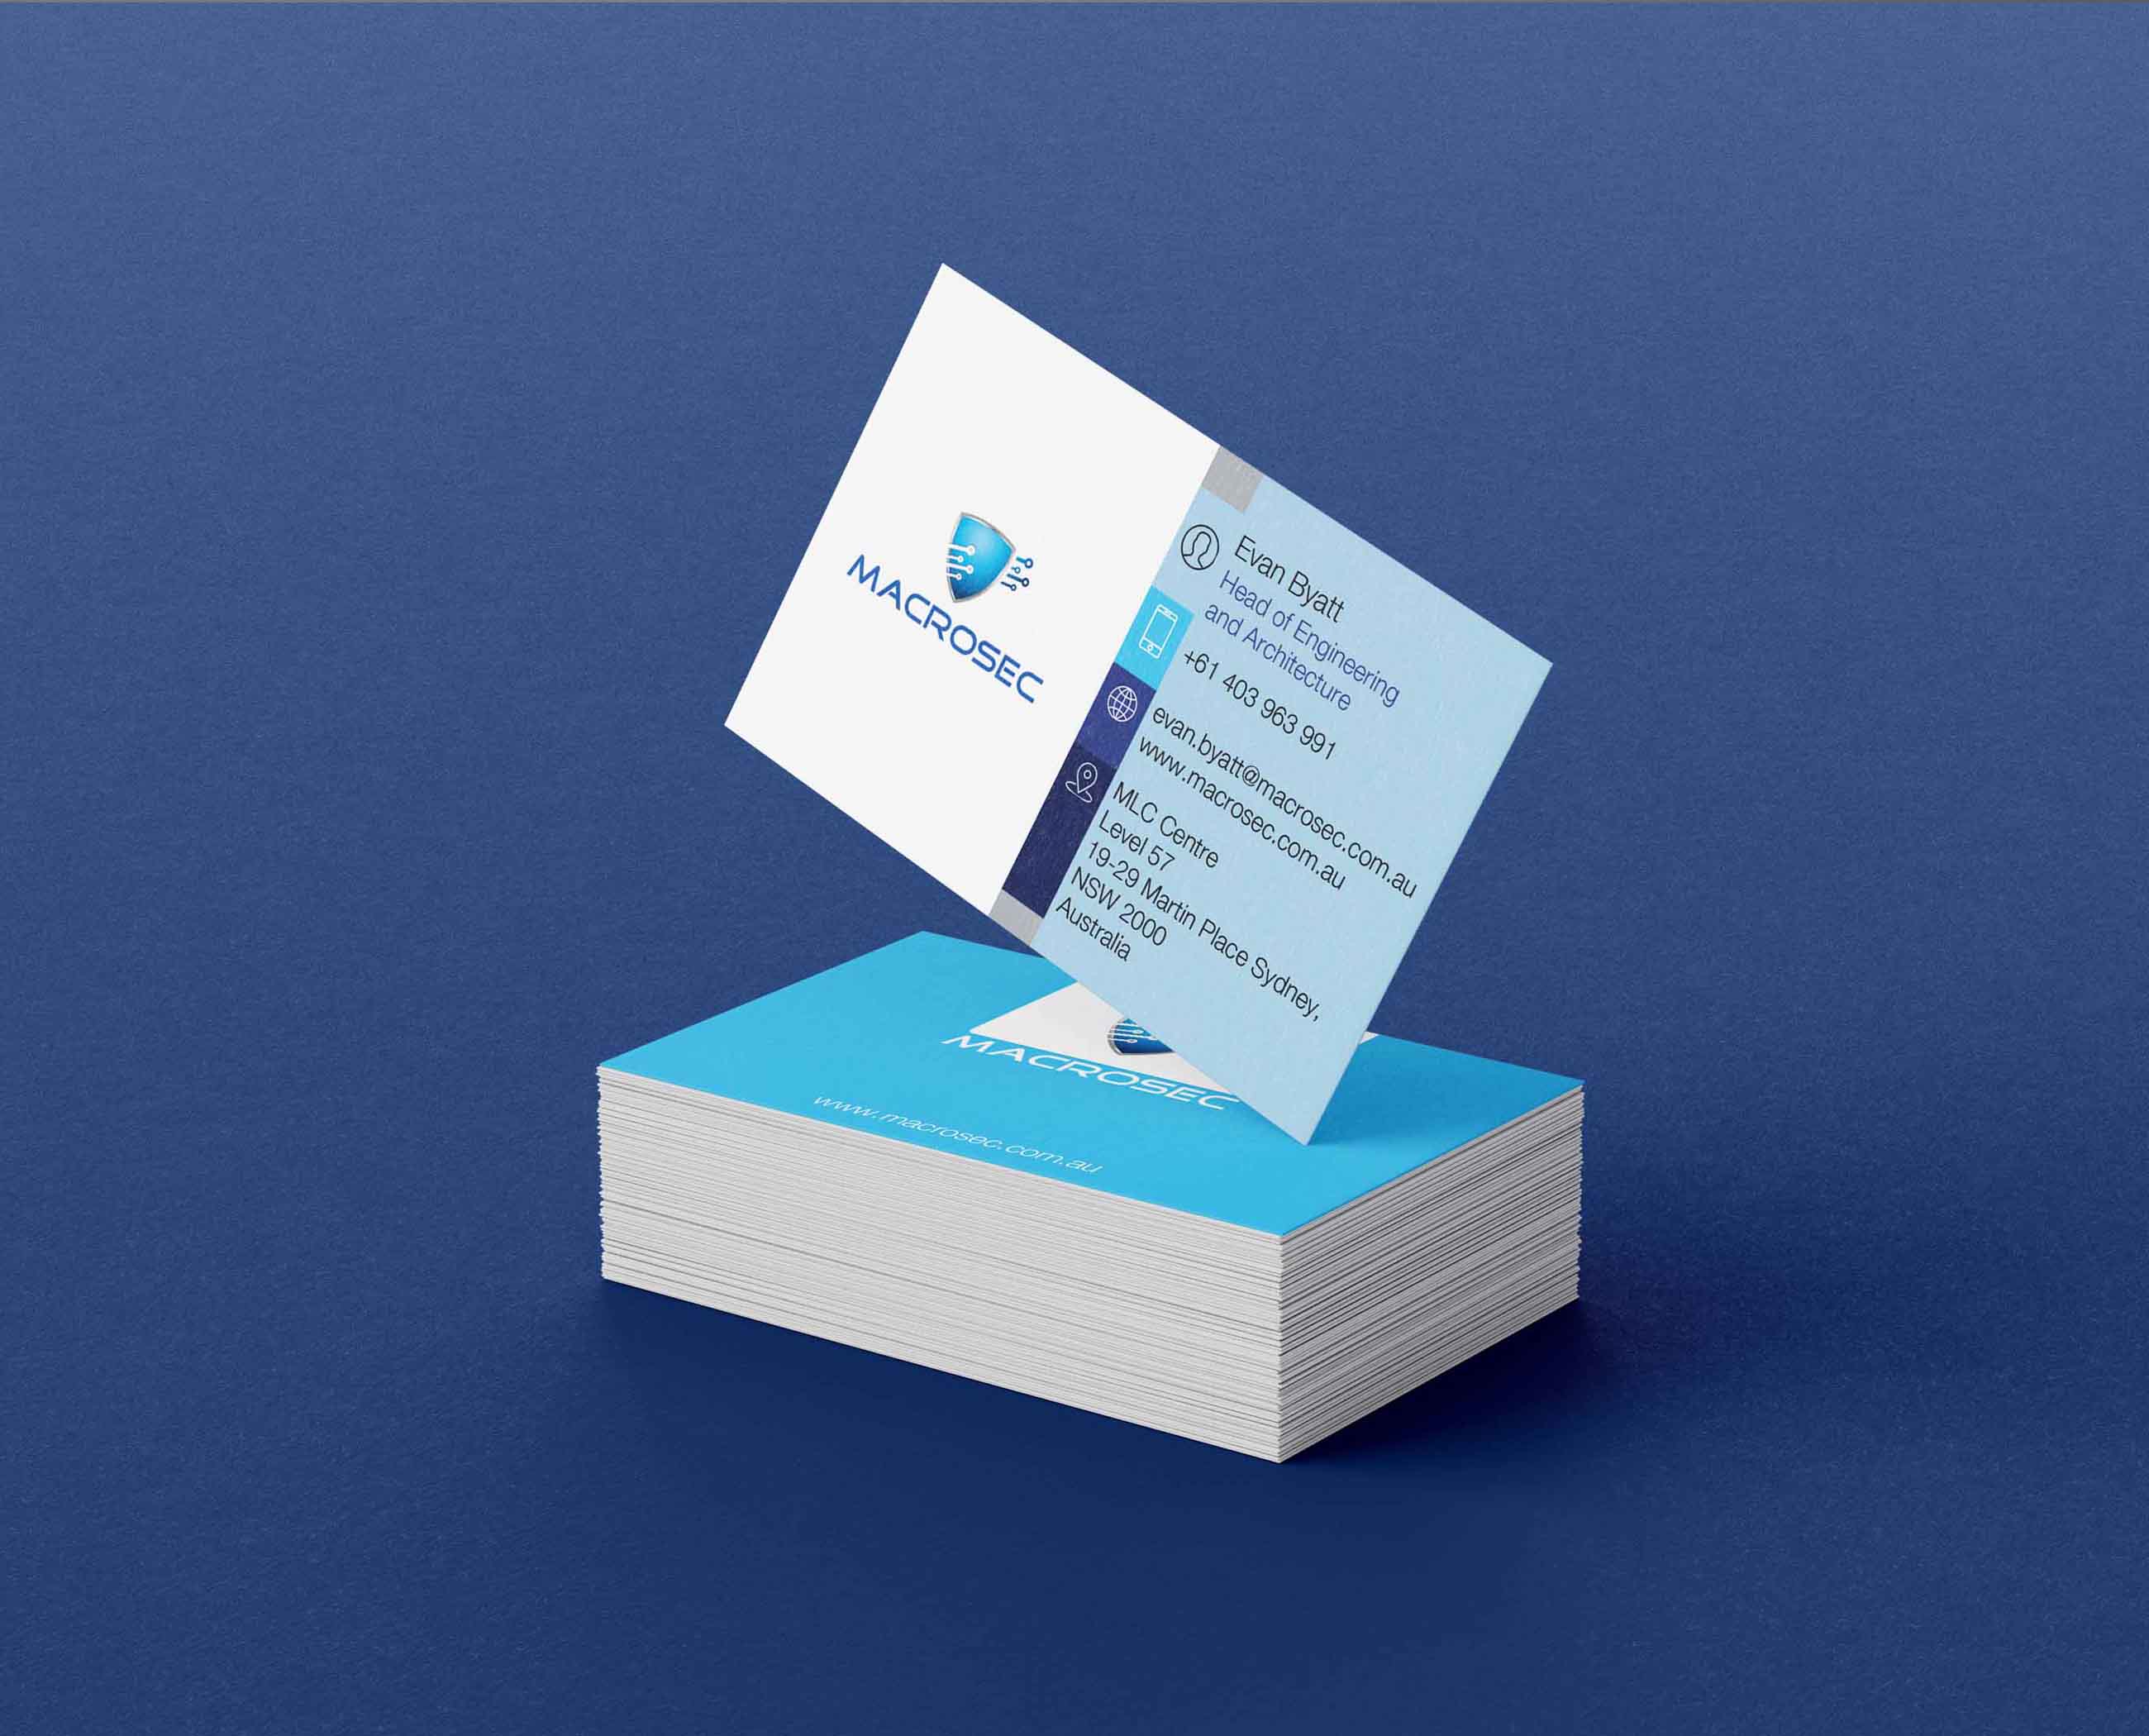 MACROSEC
Evan Byatt
Head of Engineering
and Architecture
+61 403 963 991
evan.byatt@macrosec.com.au
www.macrosec.com.au
MLC Centre
Level 57
19-29 Martin Place Sydney,
NSW 2000
Australia
MACROSEC
www.macrosec.com.au